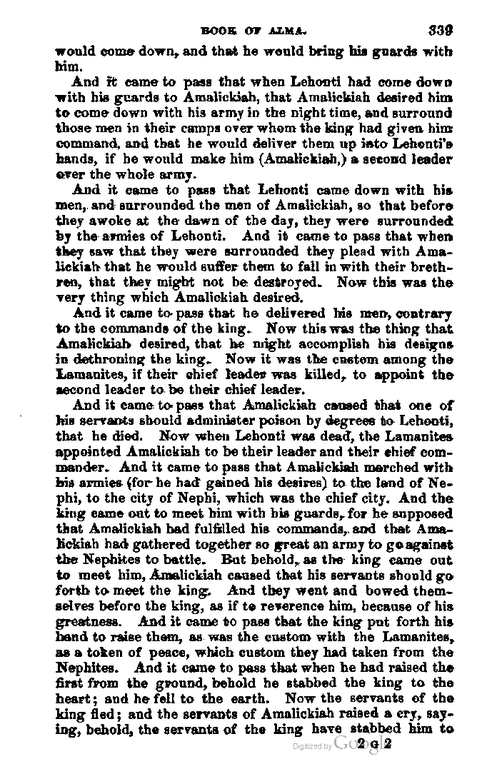 BOOK OF ALMA. 339
would come down, and that he would bring his guards with
him.
And it came to pass that when Lehonti had come down
with his guards to Amalickiah, that Amalickiah desired him
to come down with his army in the night time, and surround
those men in their camps over whom the king had given him
command, and that he would deliver them up into Lehonti's
hands, if he would make him (Amalickiah,) a second leader
over the whole army.
And it came to pass that Lehonti came down with his
men, and surrounded the men of Amalickiah, so that before
they awoke at the dawn of the day, they were surrounded
by the armies of Lehonti. And it came to pass that when
they saw that they were surrounded they plead with Ama-
lickiah that he would suffer them to fall in with their breth-
ren, that they might not be destroyed. Now this was the
very thing which Amalickiah desired.
And it came to pass that he delivered his men, contrary
to the commands of the king. Now this was the thing that
Amalickiah desired, that he might accomplish his designs
in dethroning the king. Now it was the custom among the
Lamanites, if their chief leader was killed, to appoint the
second leader to be their chief leader.
And it came to pass that Amalickiah caused that one of
his servants should administer poison by degrees to Lehonti,
that he died. Now when Lehonti was dead, the Lamanites
appointed Amalickiah to be their leader and their chief com-
mander. And it came to pass that Amalickiah marched with
his armies (for he had gained his desires) to the land of Ne-
phi, to the city of Nephi, which was the chief city. And the
king came out to meet him with his guards, for he supposed
that Amalickiah had fulfilled his commands, and that Ama-
lickiah had gathered together so great an army to go against
the Nephites to battle. But behold, as the king came out
to meet him, Amalickiah caused that his servants should go
forth to meet the king. And they went and bowed them-
selves before the king, as if to reverence him, because of his
greatness. And it came to pass that the king put forth his
hand to raise them, as was the custom with the Lamanites,
as a token of peace, which custom they had taken from the
Nephites. And it came to pass that when he had raised the
first from the ground, behold he stabbed the king to the
heart; and he fell to the earth. Now the servants of the
king fled; and the servants of Amalickiah raised a cry, say-
ing, behold, the servants of the king have stabbed him to
Digitized by Google 2 G 2